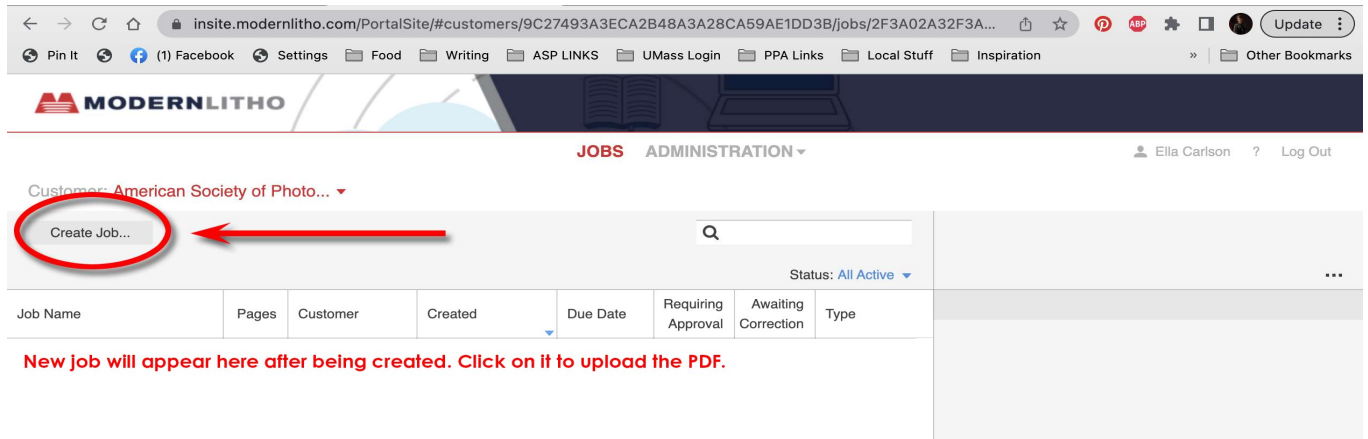 insite.modernlitho.com/PortalSite/#customers/9C27493A3ECA2B48A3A28CA59AE1DD3B/jobs/2F3A02A32F3A... ABP Update
Pin It (1) Facebook Settings Food Writing ASP LINKS UMass Login PPA Links Local Stuff Inspiration » Other Bookmarks
MODERNLITHO
JOBS ADMINISTRATION Ella Carlson ? Log Out
Customer: American Society of Photo...
Create Job...
Status: All Active ...
Job Name Pages Customer Created Due Date Requiring Approval Awaiting Correction Type
New job will appear here after being created. Click on it to upload the PDF.